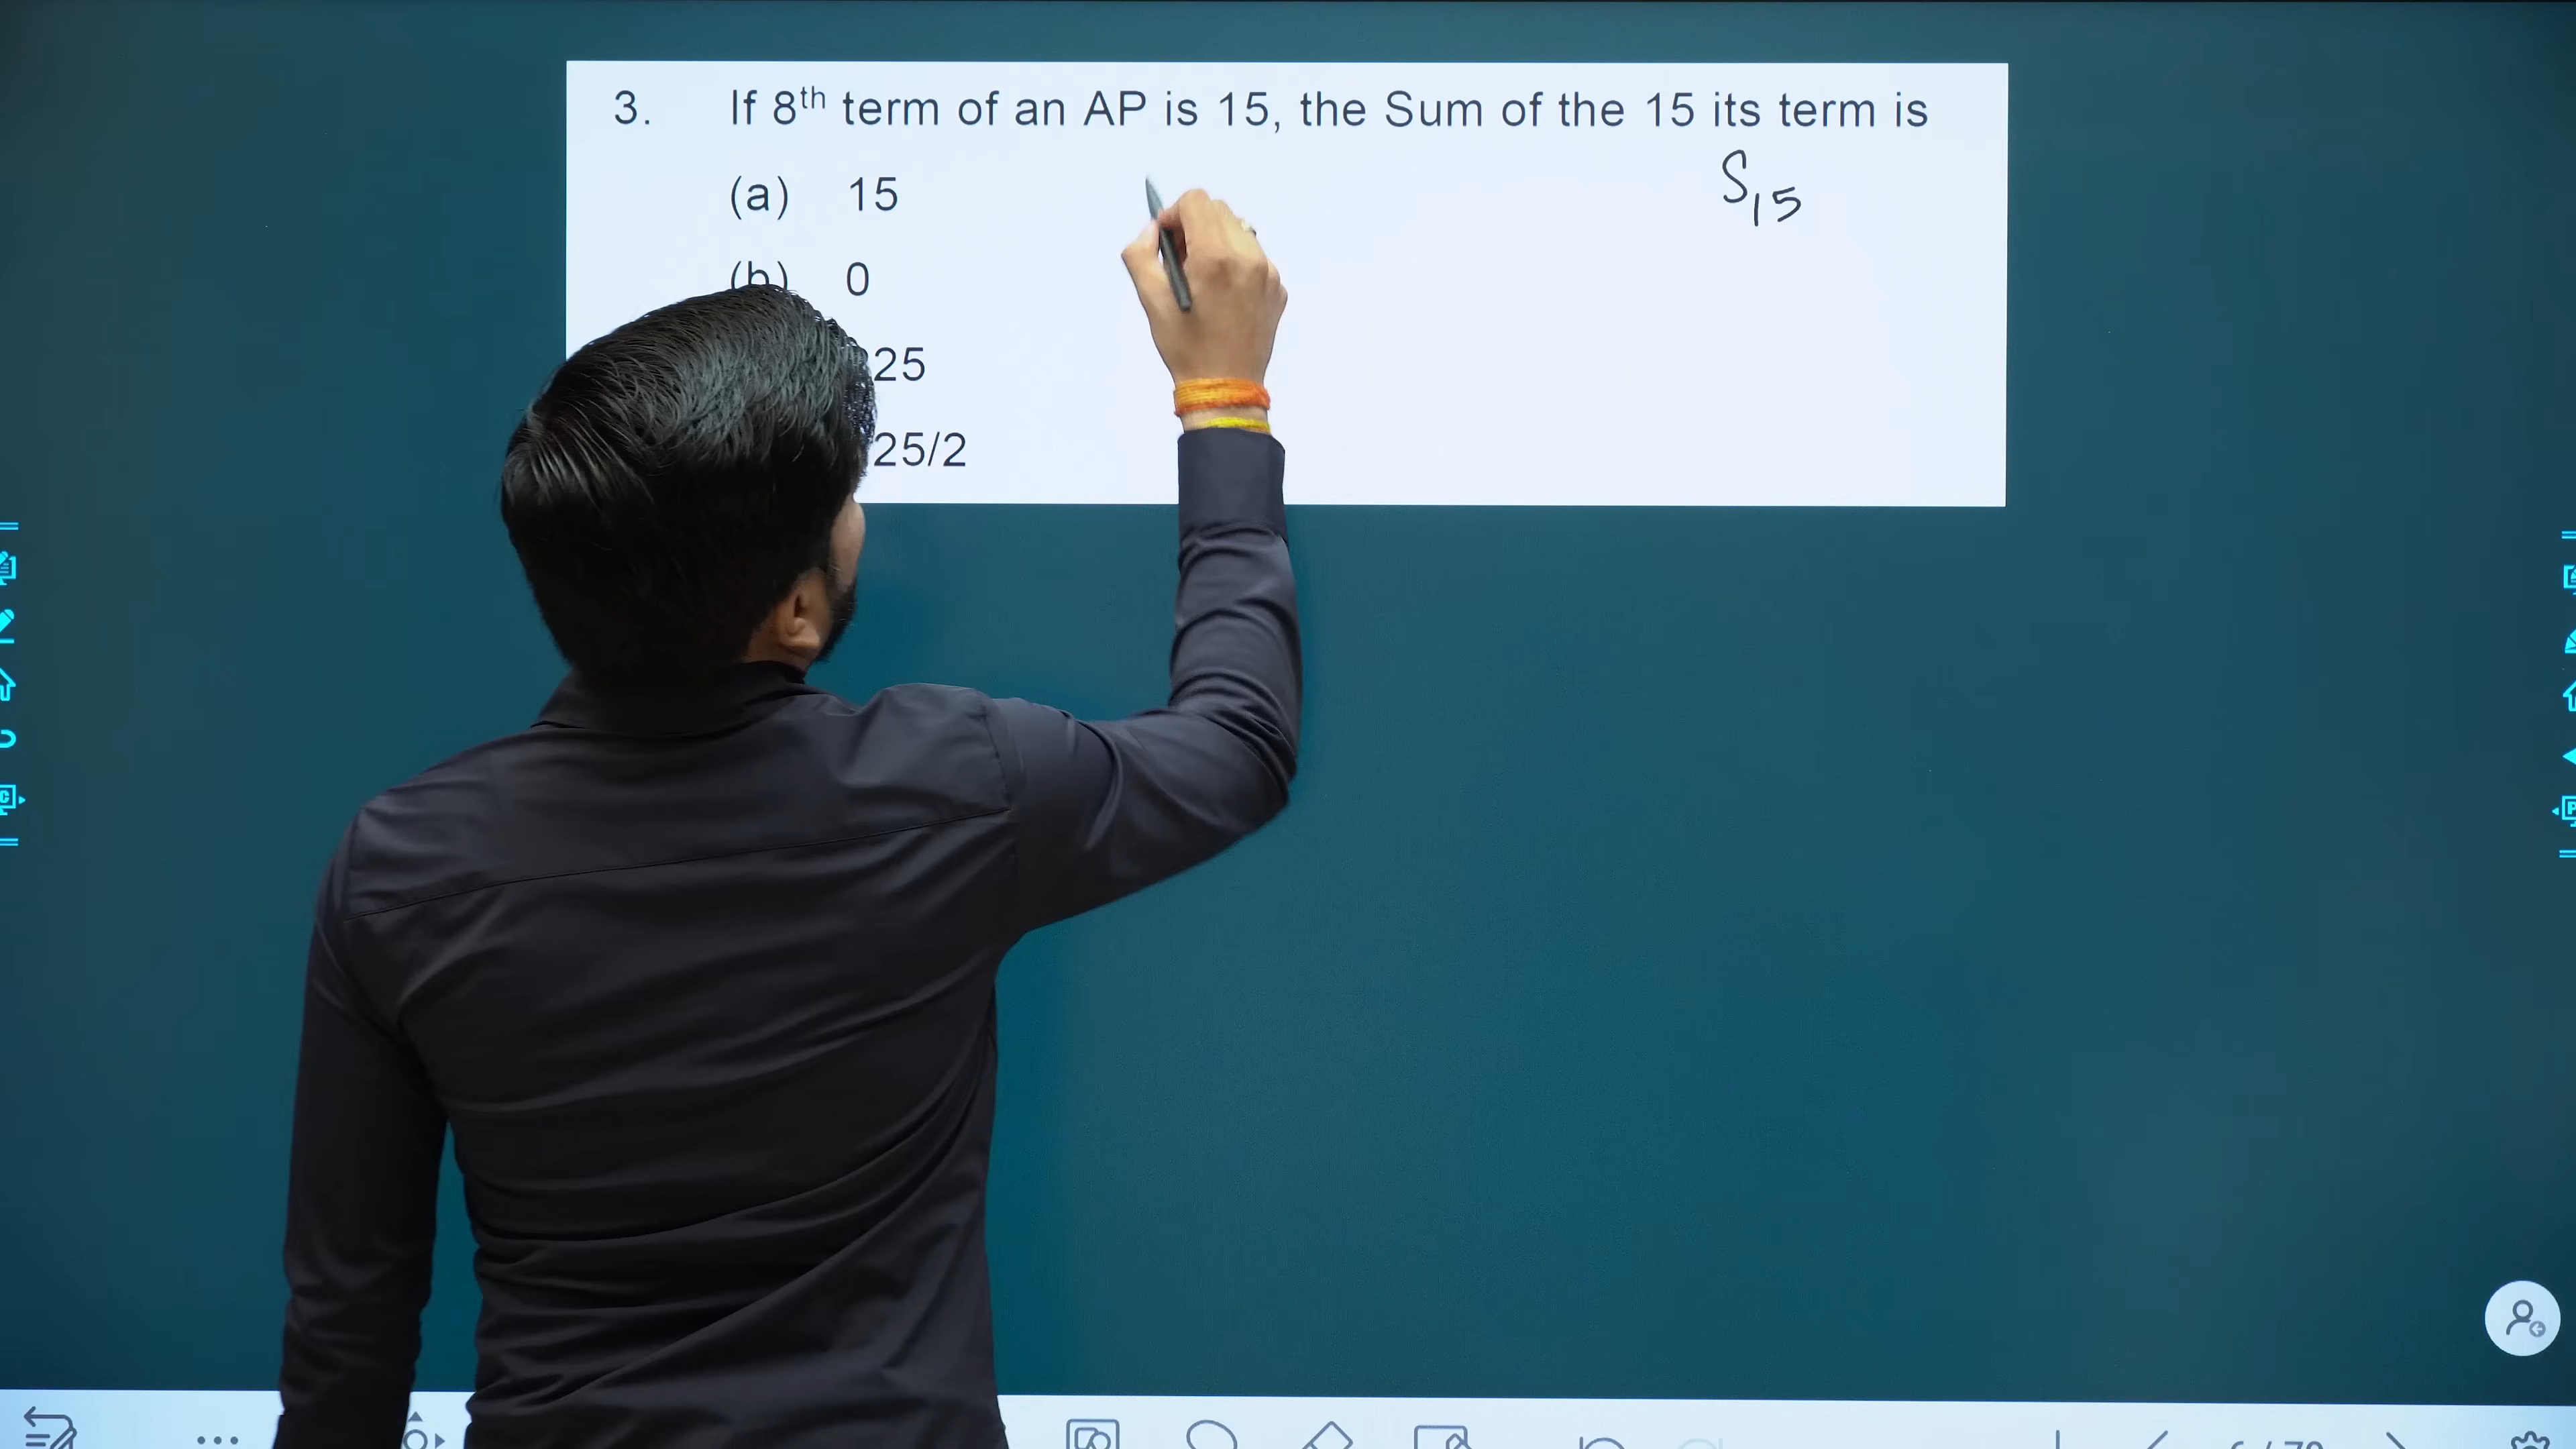 3. If 8th term of an AP is 15, the Sum of the 15 its term is
S15
(a) 15
(b) 0
25
25/2